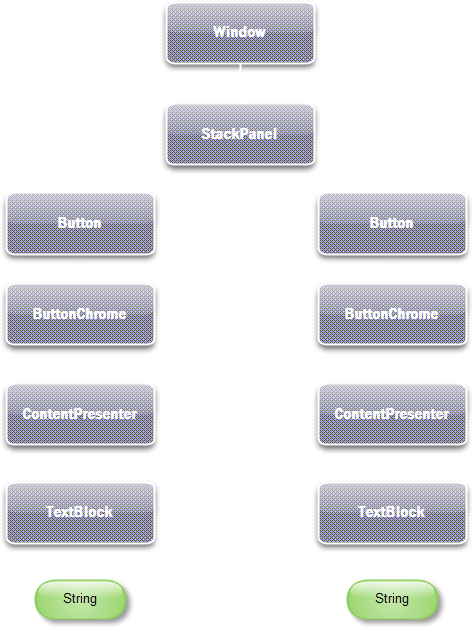 Window
StackPanel
Button
Button
ButtonChrome
ButtonChrome
ContentPresenter
ContentPresenter
TextBlock
TextBlock
String
String